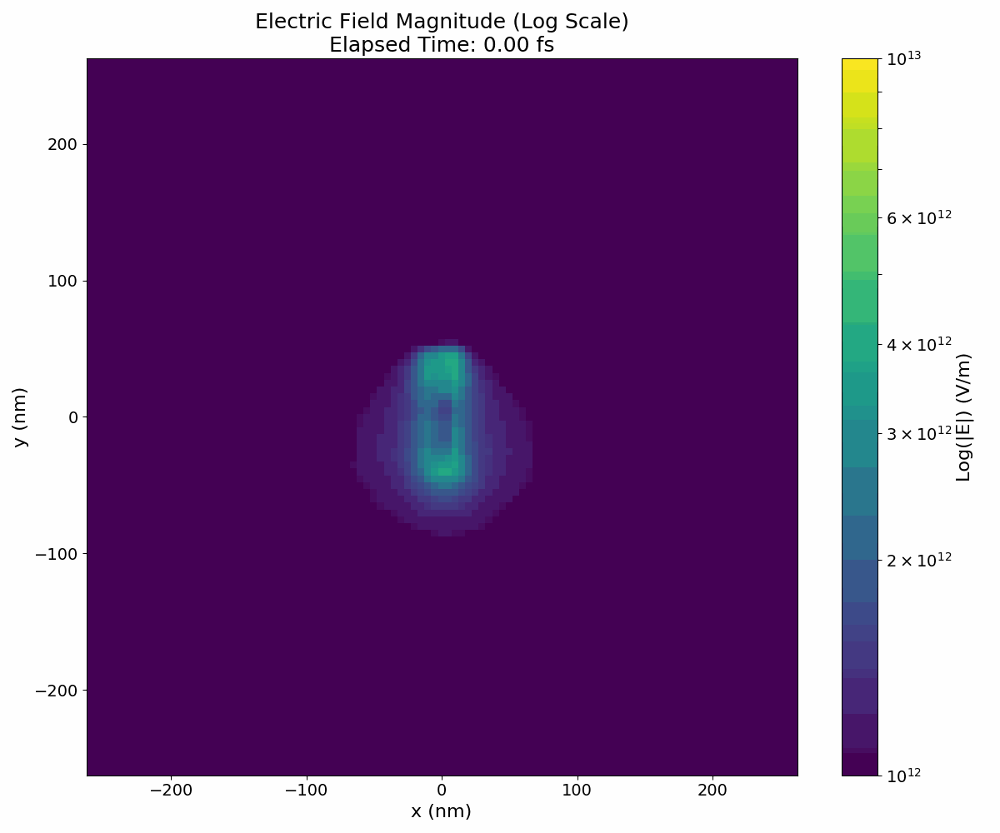 Electric Field Magnitude (Log Scale)
Elapsed Time: 0.00 fs
200
100
0
−100
−200
y (nm)
−200
−100
0
100
200
x (nm)
10¹³
6 × 10¹²
4 × 10¹²
3 × 10¹²
2 × 10¹²
10¹²
Log(|E|) (V/m)